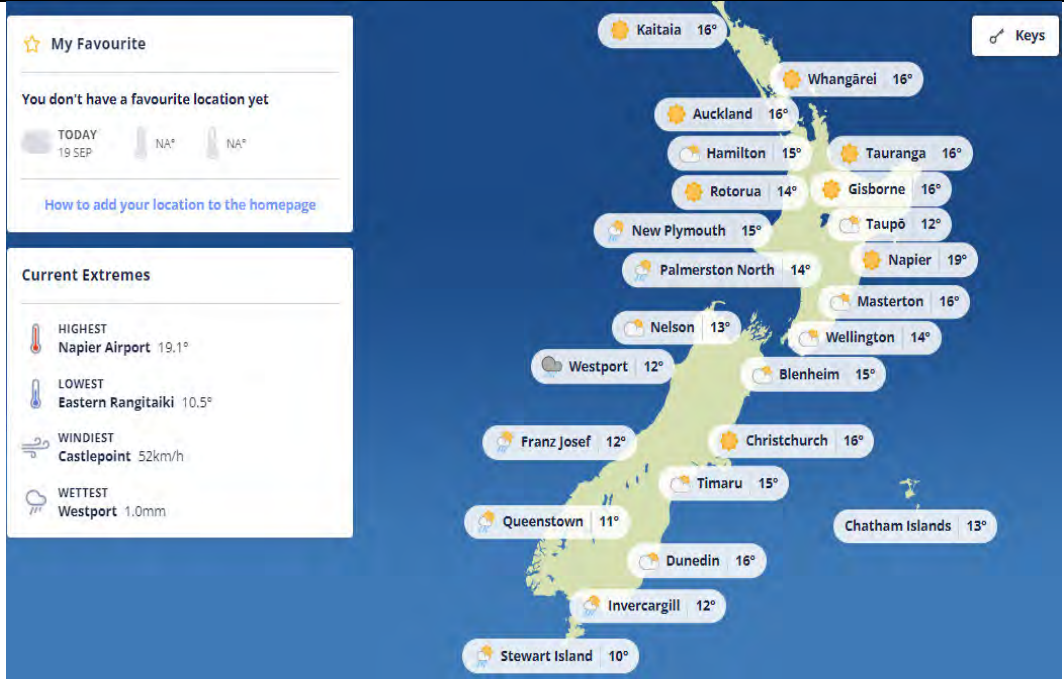 My Favourite
You don't have a favourite location yet
TODAY
19 SEP
NA°
NA°
How to add your location to the homepage
Current Extremes
HIGHEST
Napier Airport 19.1°
LOWEST
Eastern Rangitaiki 10.5°
WINDIEST
Castlepoint 52km/h
WETTEST
Westport 1.0mm
Keys
Kaitaia 16°
Whangārei 16°
Auckland 16°
Hamilton 15°
Tauranga 16°
Rotorua 14°
Gisborne 16°
Taupō 12°
New Plymouth 15°
Napier 19°
Palmerston North 14°
Masterton 16°
Nelson 13°
Wellington 14°
Westport 12°
Blenheim 15°
Franz Josef 12°
Christchurch 16°
Timaru 15°
Queenstown 11°
Chatham Islands 13°
Dunedin 16°
Invercargill 12°
Stewart Island 10°